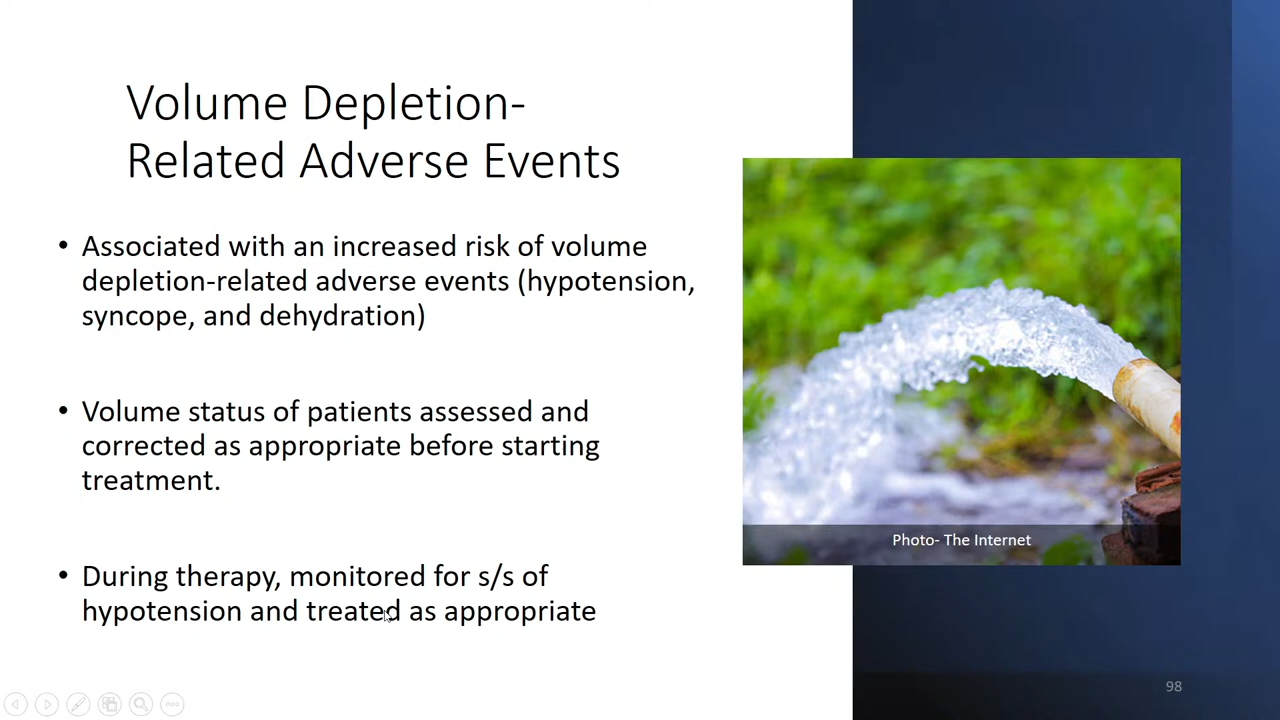 Volume Depletion-
Related Adverse Events
• Associated with an increased risk of volume
depletion-related adverse events (hypotension,
syncope, and dehydration)
• Volume status of patients assessed and
corrected as appropriate before starting
treatment.
• During therapy, monitored for s/s of
hypotension and treated as appropriate
Photo- The Internet
98